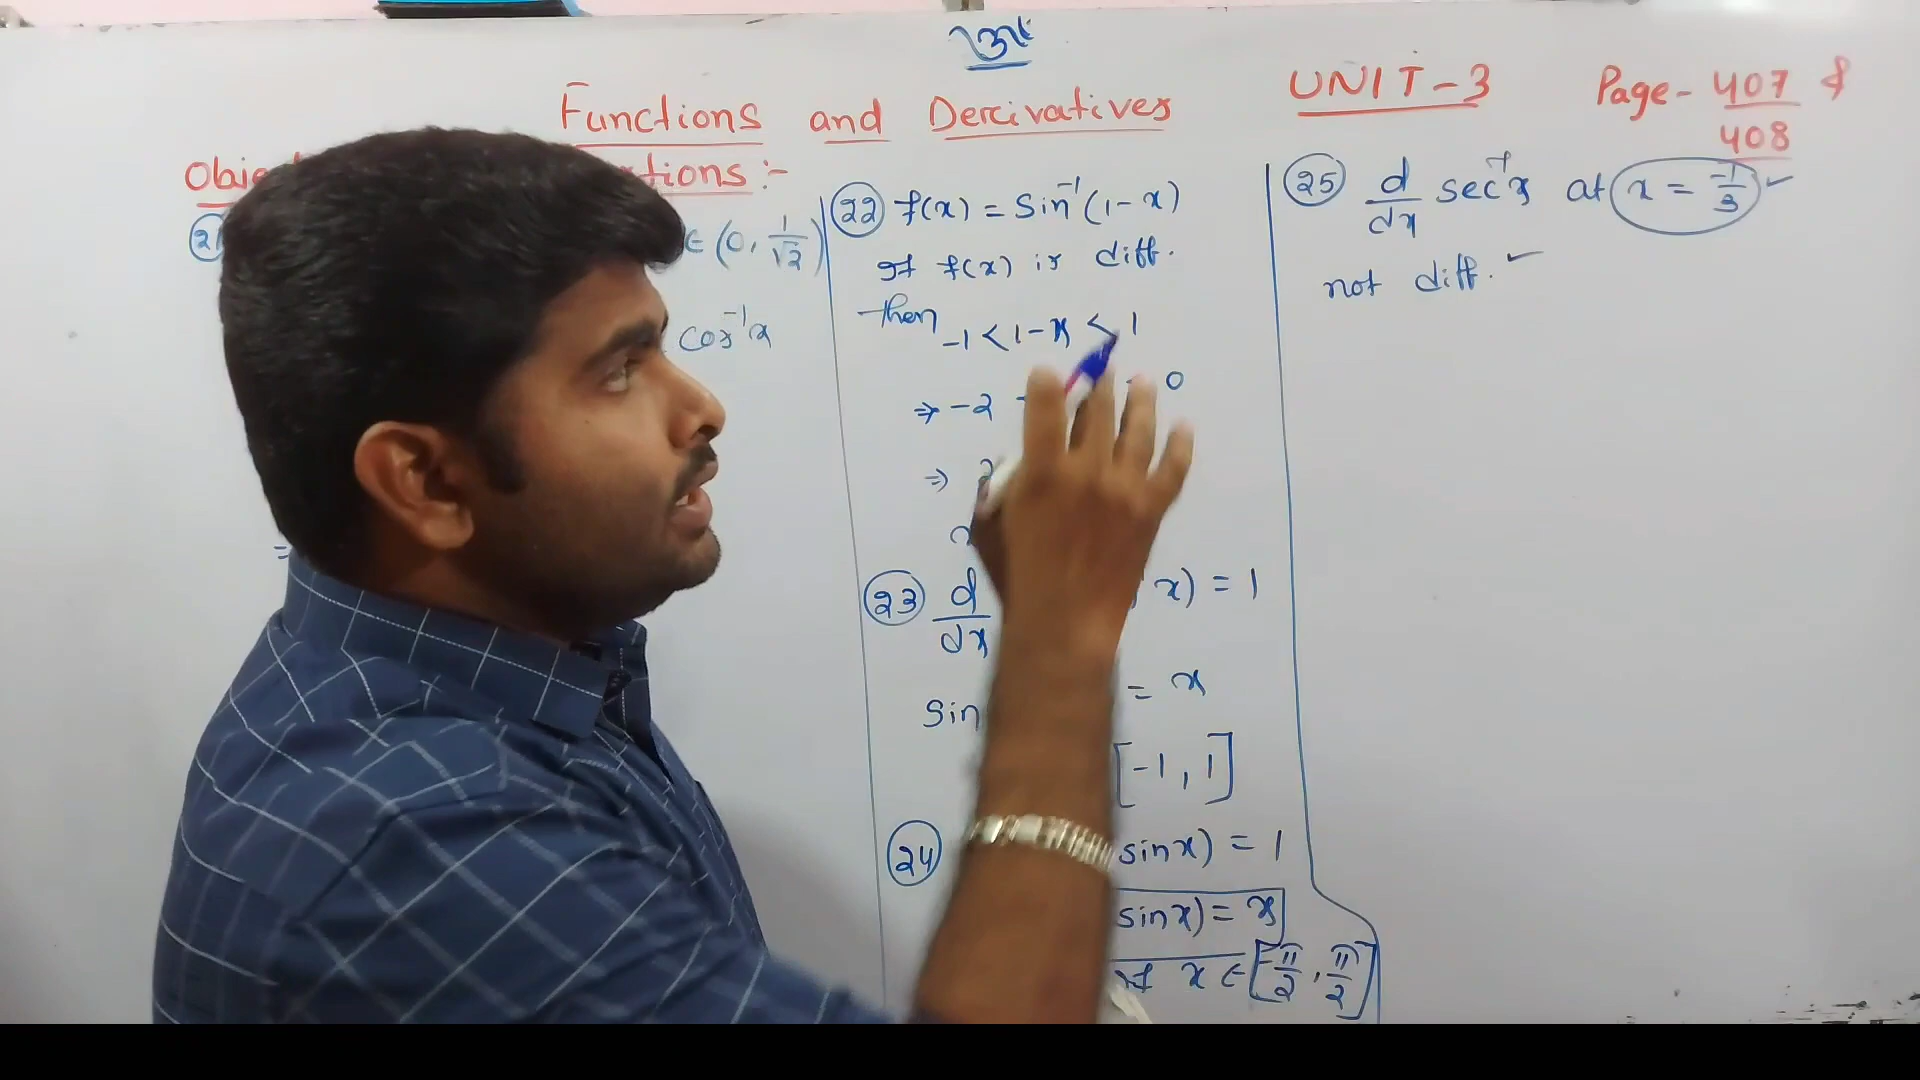 Functions and Derivatives UNIT-3 Page- 407 &
408
tions :-
∈ (0, 1/√2)
cos⁻¹x
=
22 f(x) = Sin⁻¹(1-x)
If f(x) is diff.
then -1 < 1-x < 1
⇒ -2 0
⇒ 2
23 d/dx x) = 1
Sin = x
[-1, 1]
24 sinx) = 1
sinx) = x
If x ∈ [-π/2, π/2]
25 d/dx sec⁻¹x at x = -1/3 ✓
not diff. ✓